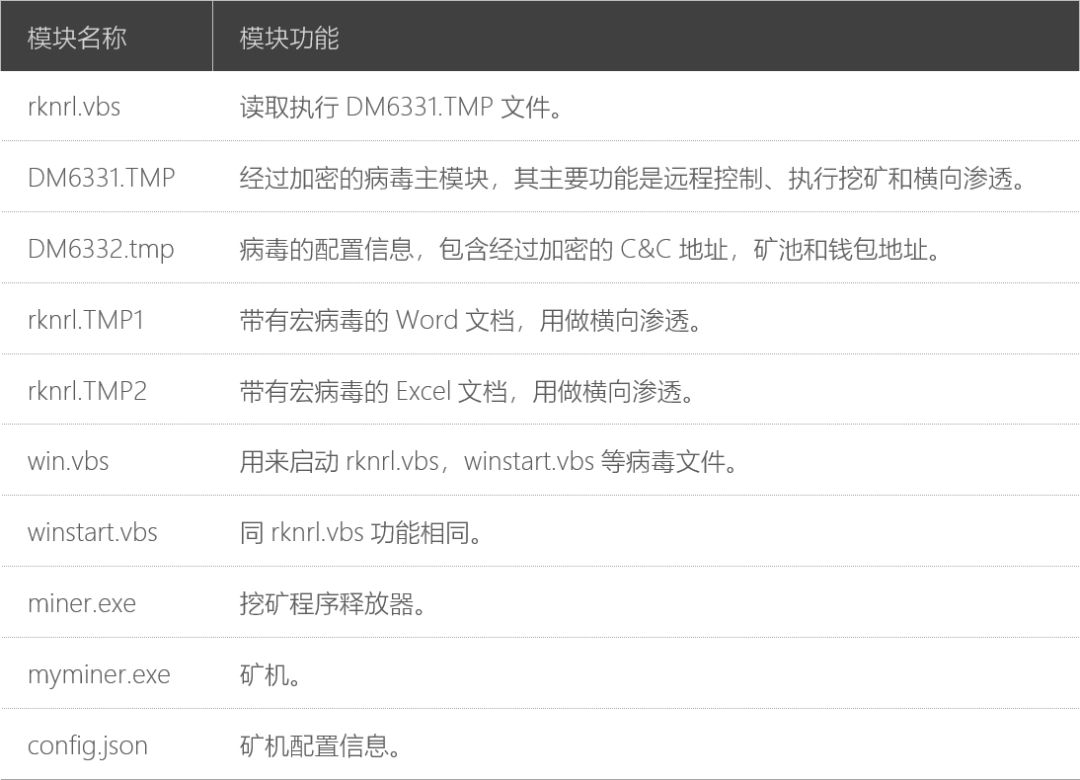 模块名称 模块功能
rknrl.vbs 读取执行 DM6331.TMP 文件。
DM6331.TMP 经过加密的病毒主模块，其主要功能是远程控制、执行挖矿和横向渗透。
DM6332.tmp 病毒的配置信息，包含经过加密的 C&C 地址，矿池和钱包地址。
rknrl.TMP1 带有宏病毒的 Word 文档，用做横向渗透。
rknrl.TMP2 带有宏病毒的 Excel 文档，用做横向渗透。
win.vbs 用来启动 rknrl.vbs，winstart.vbs 等病毒文件。
winstart.vbs 同 rknrl.vbs 功能相同。
miner.exe 挖矿程序释放器。
myminer.exe 矿机。
config.json 矿机配置信息。